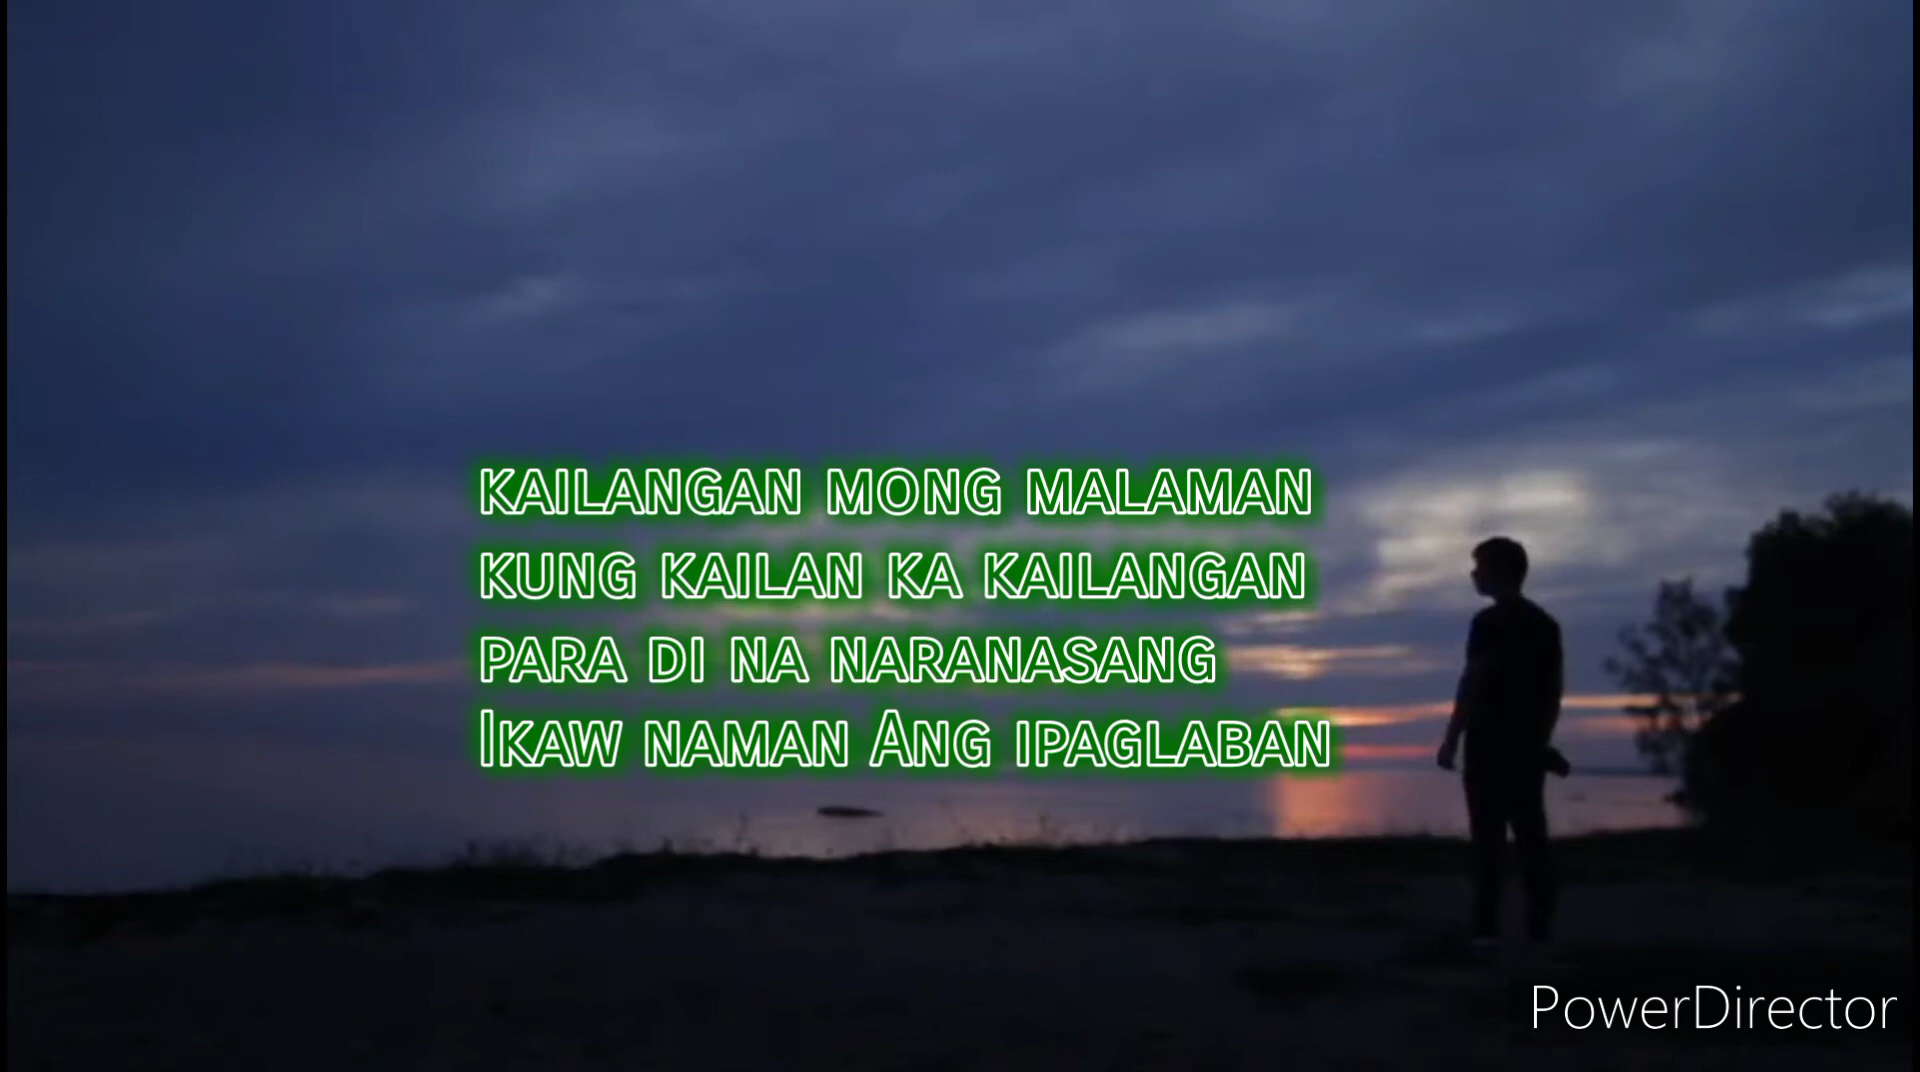 KAILANGAN MONG MALAMAN
KUNG KAILAN KA KAILANGAN
PARA DI NA NARANASANG
IKAW NAMAN ANG IPAGLABAN
PowerDirector